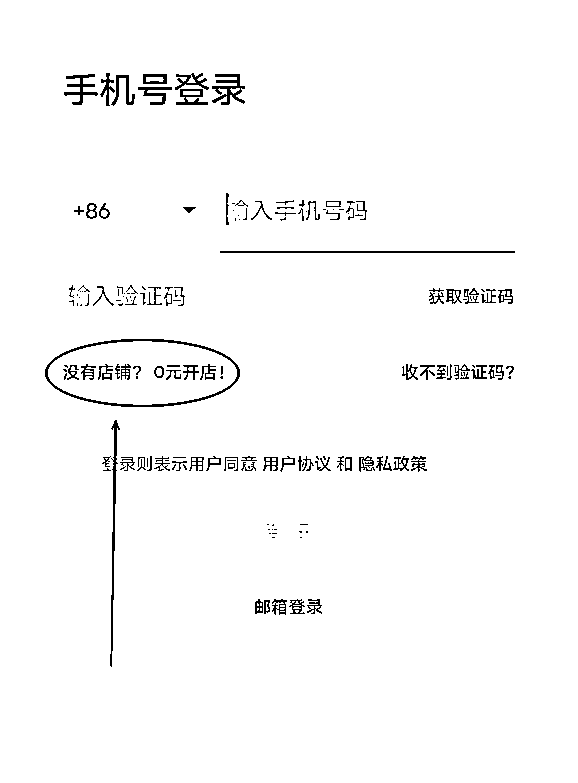 手机号登录
+86 输入手机号码
输入验证码 获取验证码
没有店铺？0元开店！ 收不到验证码？
登录则表示用户同意 用户协议 和 隐私政策
邮箱登录